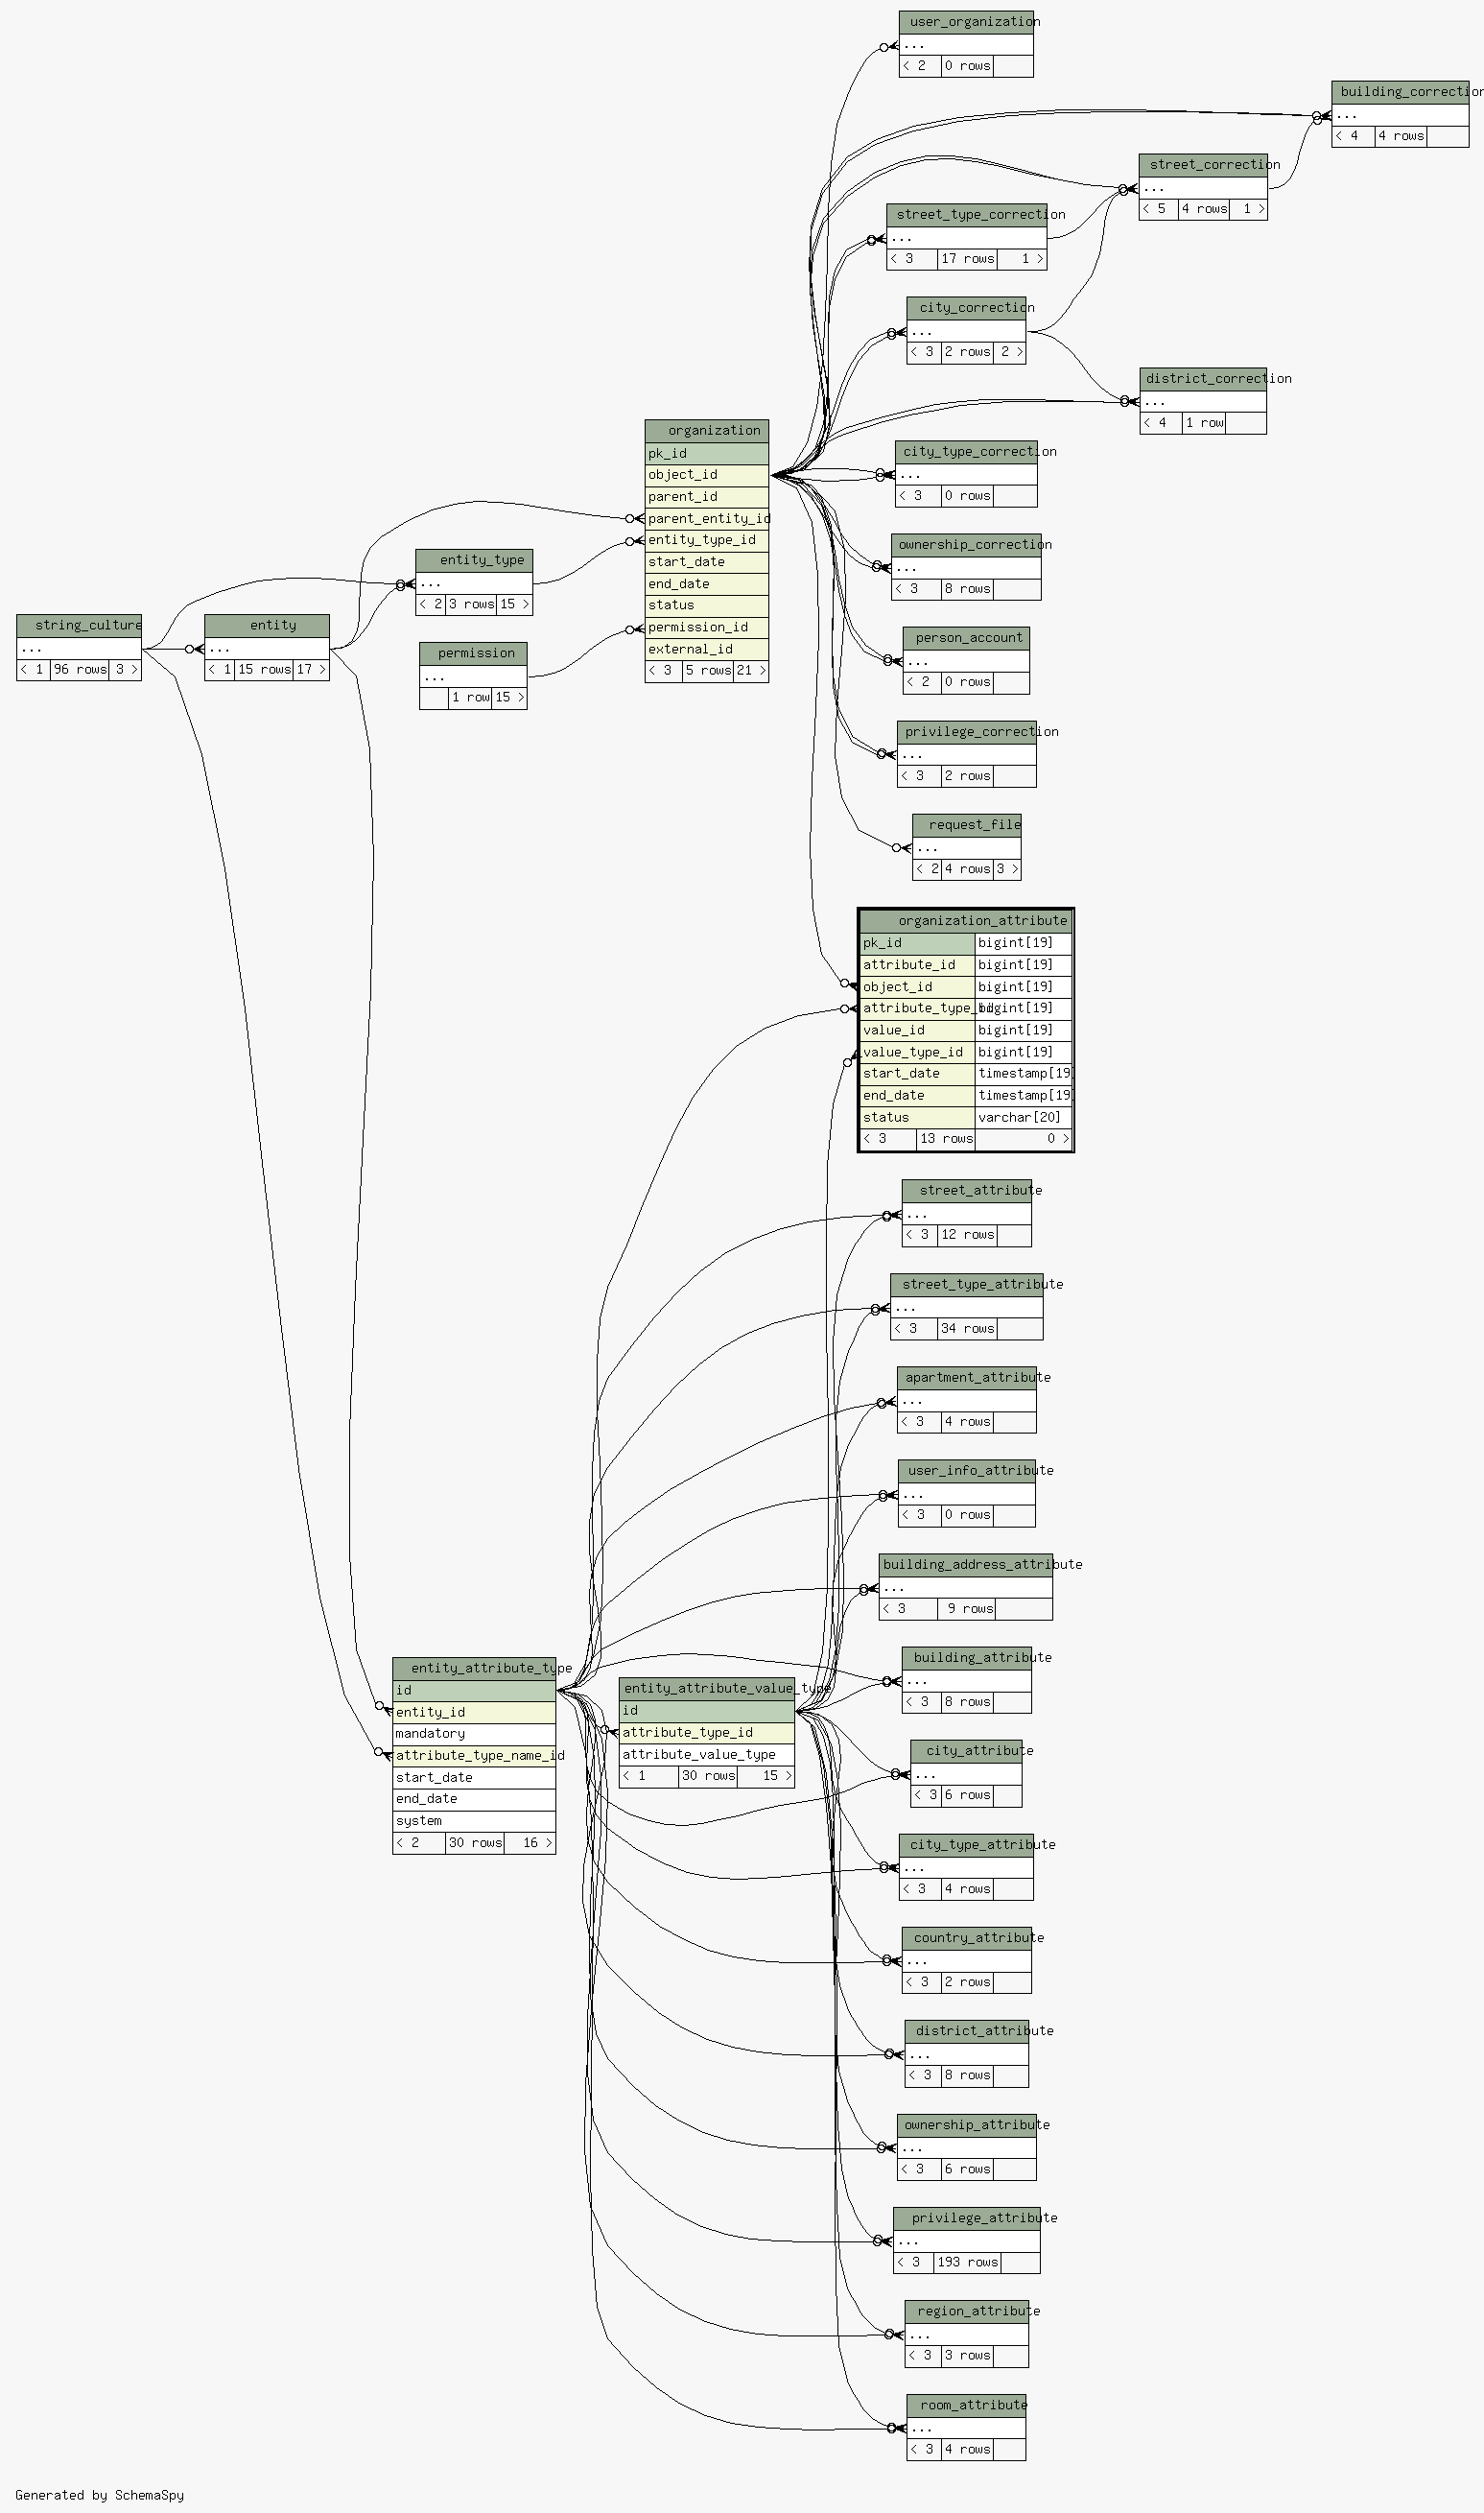 user_organization
...
< 2 0 rows
building_correction
...
< 4 4 rows
street_correction
...
< 5 4 rows 1 >
street_type_correction
...
< 3 17 rows 1 >
city_correction
...
< 3 2 rows 2 >
district_correction
...
< 4 1 row
organization
pk_id
object_id
parent_id
parent_entity_id
entity_type_id
start_date
end_date
status
permission_id
external_id
< 3 5 rows 21 >
city_type_correction
...
< 3 0 rows
ownership_correction
...
< 3 8 rows
entity_type
...
< 2 3 rows 15 >
string_culture
...
< 1 96 rows 3 >
entity
...
< 1 15 rows 17 >
permission
...
1 row 15 >
person_account
...
< 2 0 rows
privilege_correction
...
< 3 2 rows
request_file
...
< 2 4 rows 3 >
organization_attribute
pk_id bigint[19]
attribute_id bigint[19]
object_id bigint[19]
attribute_type_id bigint[19]
value_id bigint[19]
value_type_id bigint[19]
start_date timestamp[19]
end_date timestamp[19]
status varchar[20]
< 3 13 rows 0 >
street_attribute
...
< 3 12 rows
street_type_attribute
...
< 3 34 rows
apartment_attribute
...
< 3 4 rows
user_info_attribute
...
< 3 0 rows
building_address_attribute
...
< 3 9 rows
building_attribute
...
< 3 8 rows
entity_attribute_type
id
entity_id
mandatory
attribute_type_name_id
start_date
end_date
system
< 2 30 rows 16 >
entity_attribute_value_type
id
attribute_type_id
attribute_value_type
< 1 30 rows 15 >
city_attribute
...
< 3 6 rows
city_type_attribute
...
< 3 4 rows
country_attribute
...
< 3 2 rows
district_attribute
...
< 3 8 rows
ownership_attribute
...
< 3 6 rows
privilege_attribute
...
< 3 193 rows
region_attribute
...
< 3 3 rows
room_attribute
...
< 3 4 rows
Generated by SchemaSpy